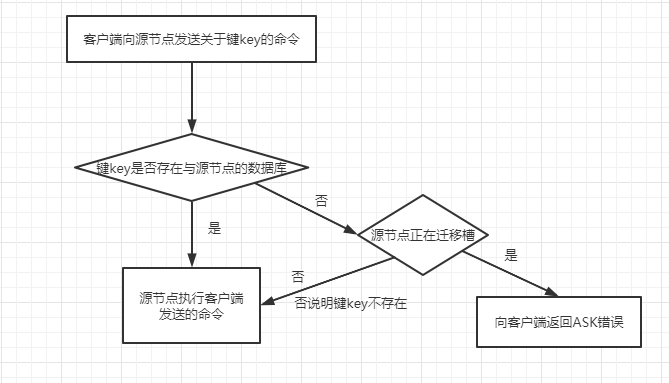 客户端向源节点发送关于键key的命令
键key是否存在与源节点的数据库
否
是
源节点正在迁移槽
是
否
否说明键key不存在
源节点执行客户端
发送的命令
向客户端返回ASK错误